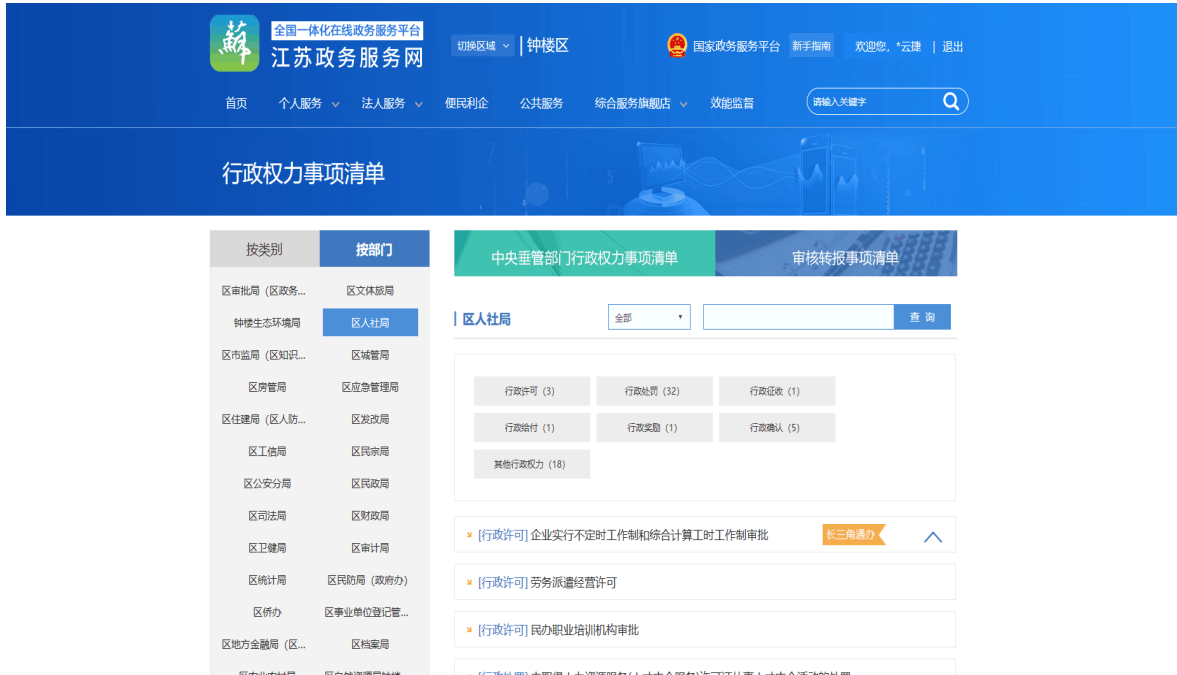 蘇
全国一体化在线政务服务平台
江苏政务服务网
切换区域 钟楼区
国家政务服务平台 新手指南 欢迎您，*云捷 | 退出
首页 个人服务 法人服务 便民利企 公共服务 综合服务旗舰店 效能监督 请输入关键字
行政权力事项清单
按类别 按部门
中央垂管部门行政权力事项清单 审核转报事项清单
区审批局（区政务... 区文体旅局
钟楼生态环境局 区人社局
区人社局 全部 查 询
区市监局（区知识... 区城管局
区房管局 区应急管理局
行政许可（3） 行政处罚（32） 行政征收（1）
区住建局（区人防... 区发改局
行政给付（1） 行政奖励（1） 行政确认（5）
区工信局 区民宗局
其他行政权力（18）
区公安分局 区民政局
区司法局 区财政局
[行政许可] 企业实行不定时工作制和综合计算工时工作制审批 长三角通办
区卫健局 区审计局
区统计局 区民防局（政府办）
[行政许可] 劳务派遣经营许可
区侨办 区事业单位登记管...
[行政许可] 民办职业培训机构审批
区地方金融局（区... 区档案局